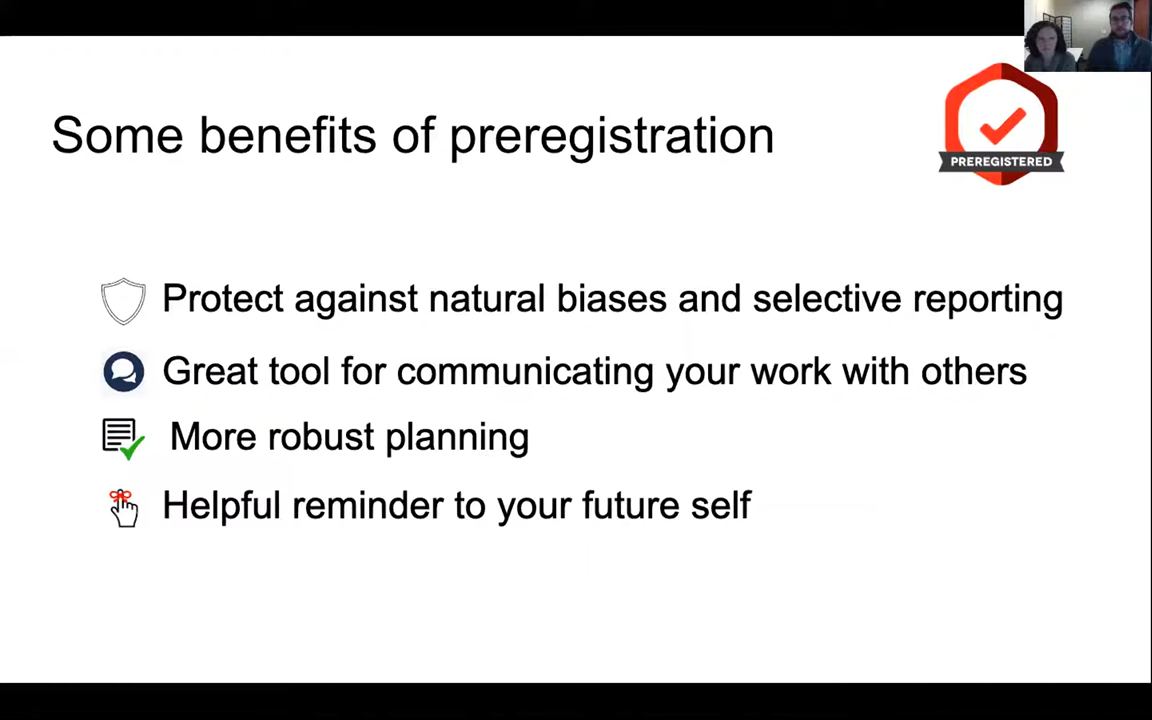 Some benefits of preregistration
PREREGISTERED
Protect against natural biases and selective reporting
Great tool for communicating your work with others
More robust planning
Helpful reminder to your future self